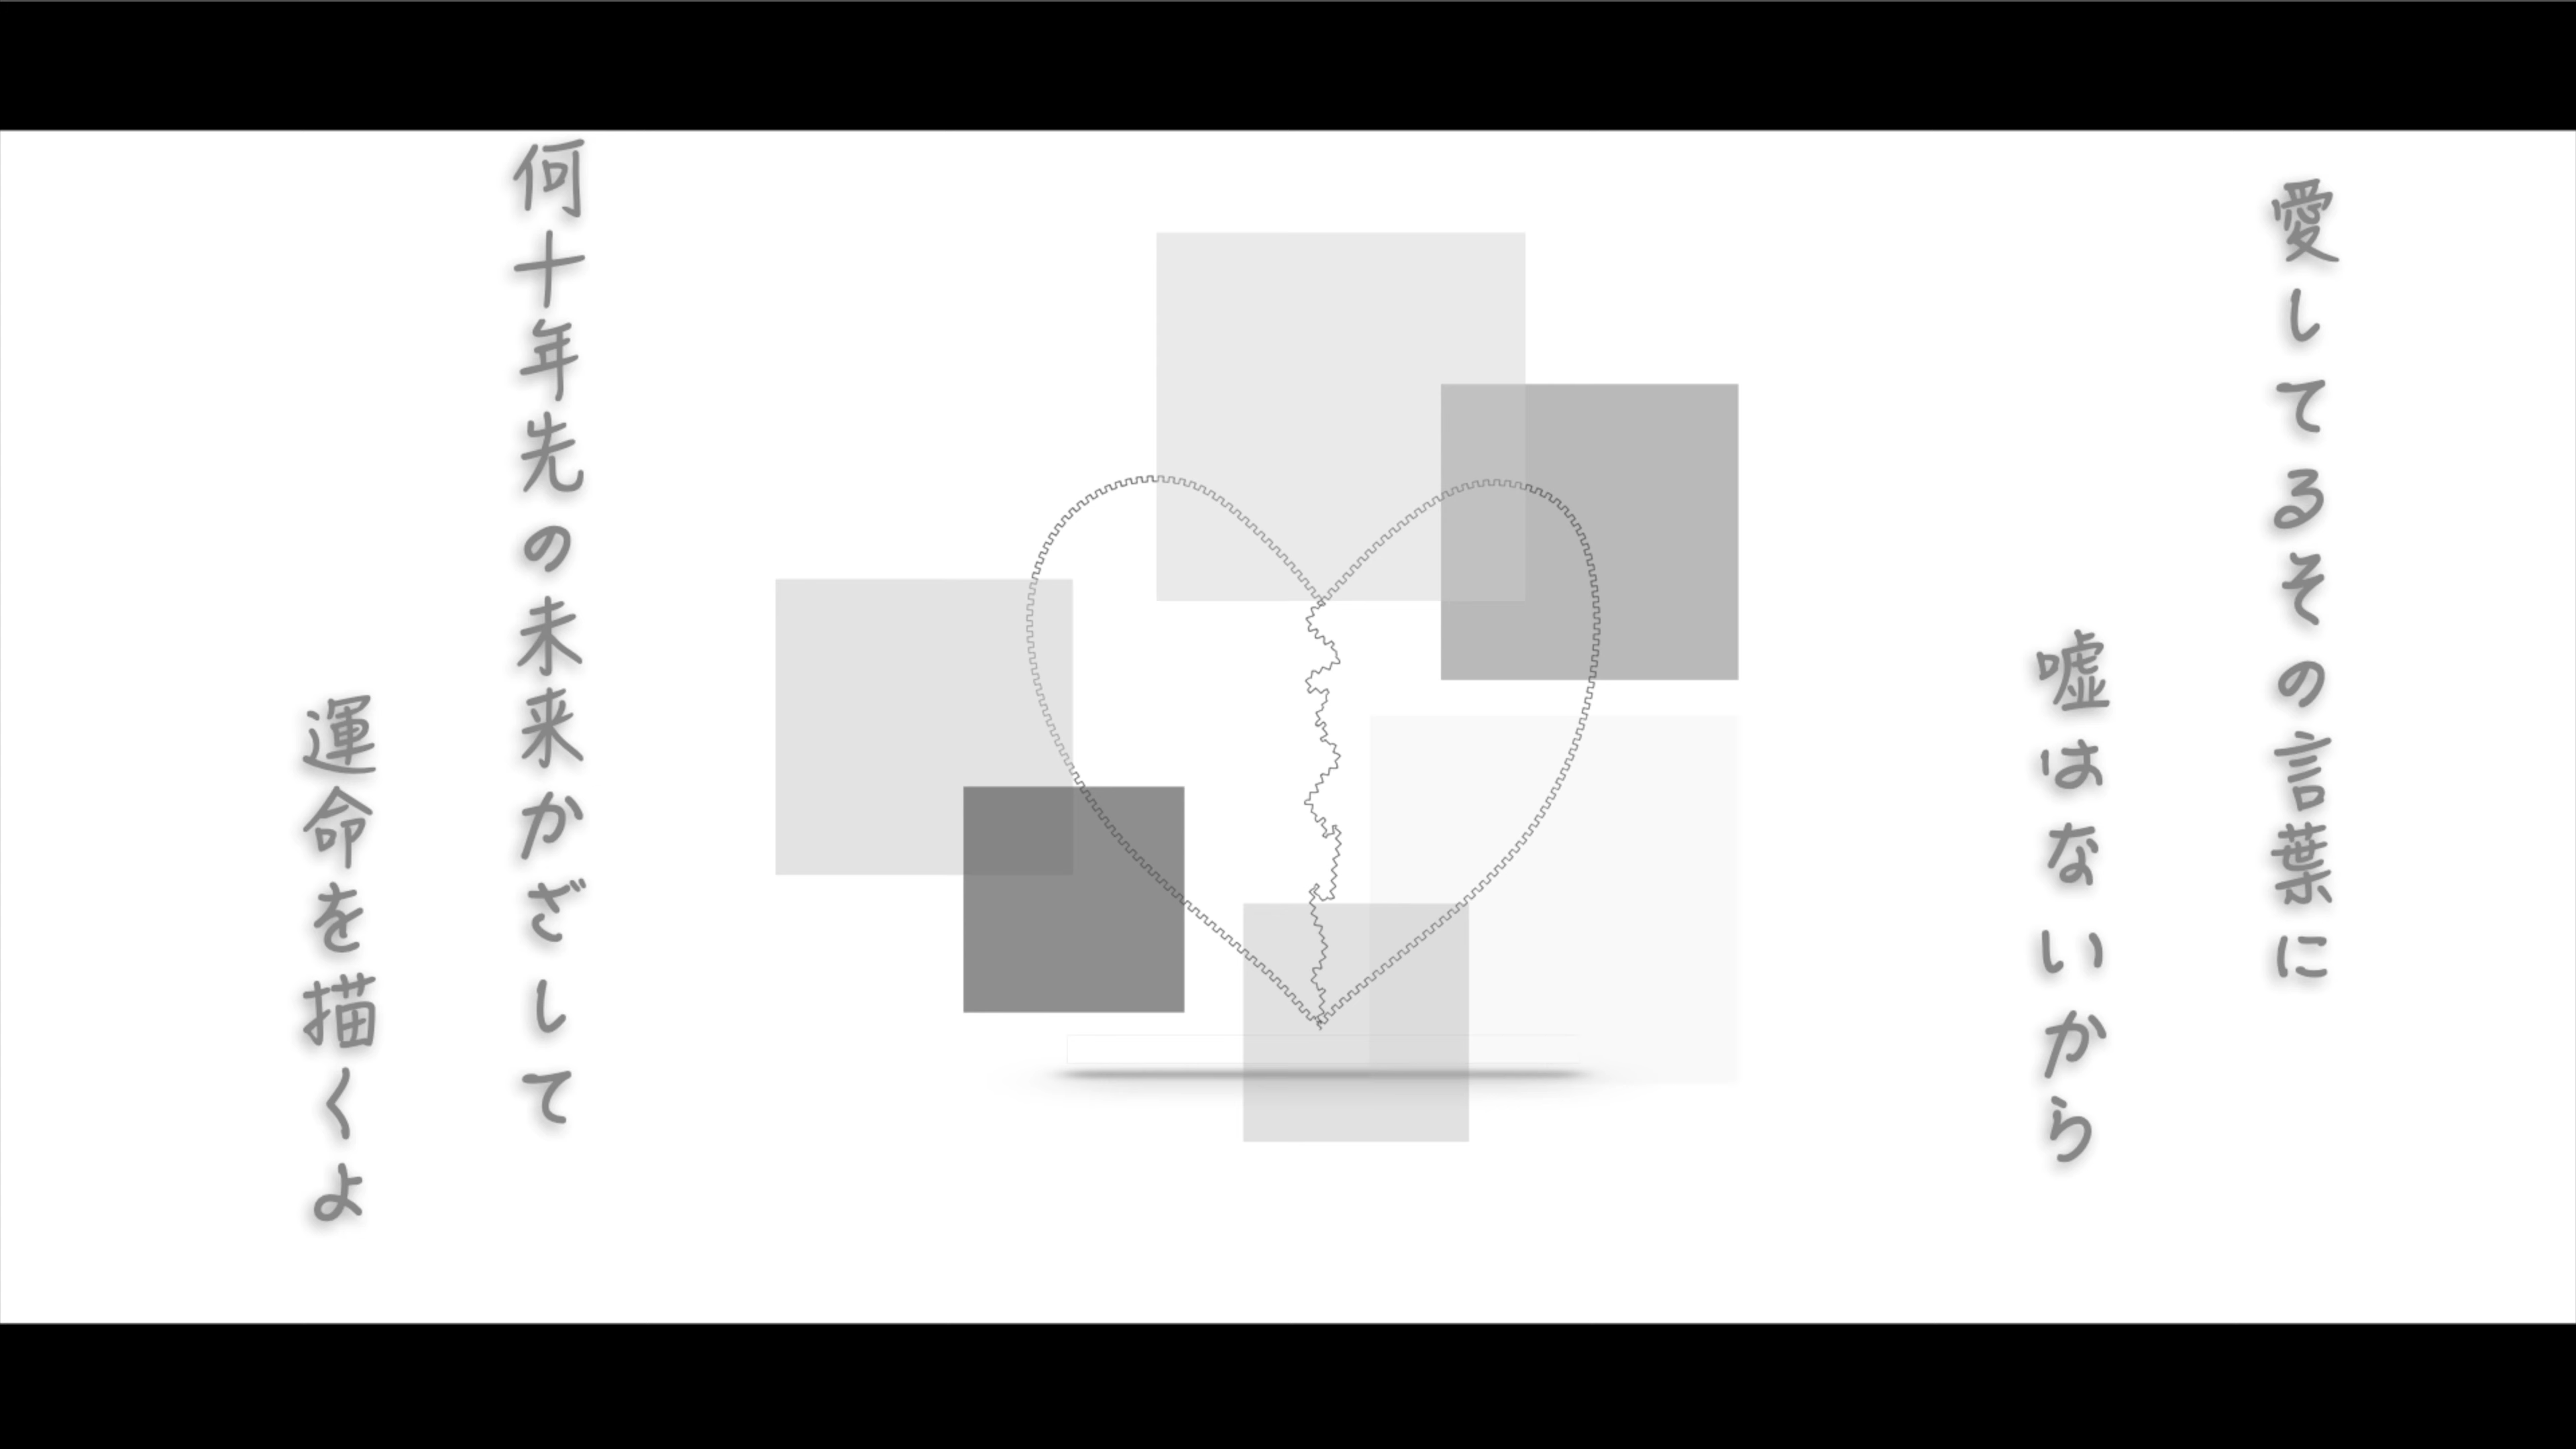 愛してるその言葉に
嘘はないから
何十年先の未来かざして
運命を描くよ